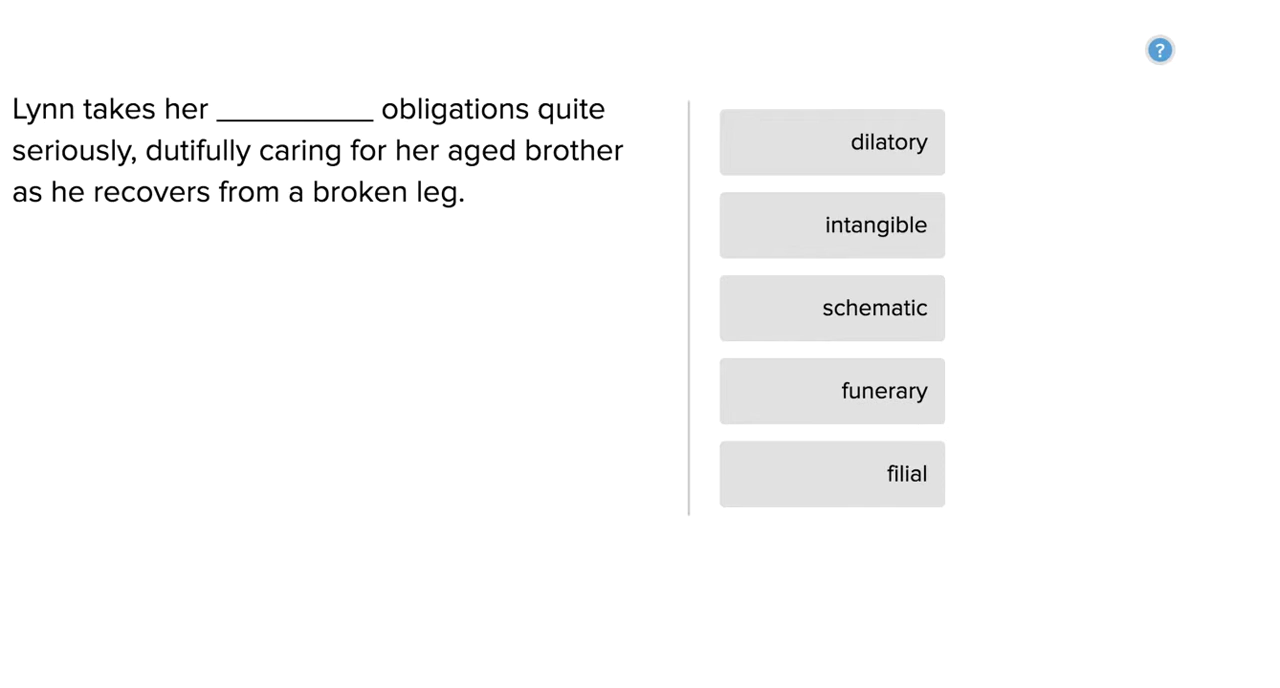 ?
Lynn takes her __________ obligations quite
seriously, dutifully caring for her aged brother
as he recovers from a broken leg.
dilatory
intangible
schematic
funerary
filial